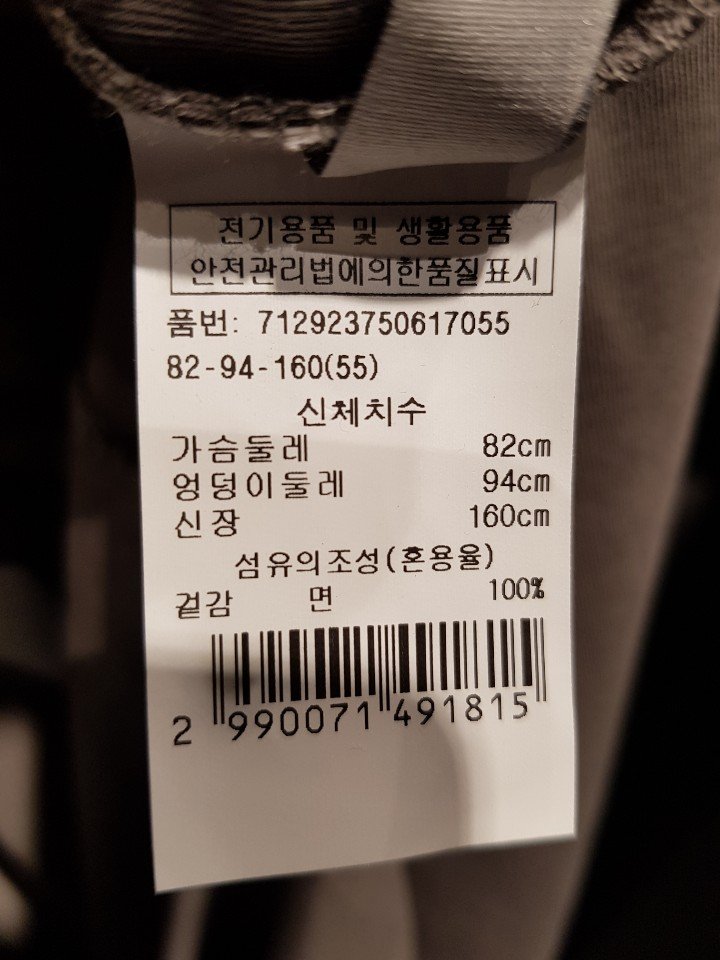 전기용품 및 생활용품
안전관리법에의한품질표시
품번: 712923750617055
82-94-160(55)
신체치수
가슴둘레 82cm
엉덩이둘레 94cm
신장 160cm
섬유의조성(혼용율)
겉감 면 100%
2 990071 491815